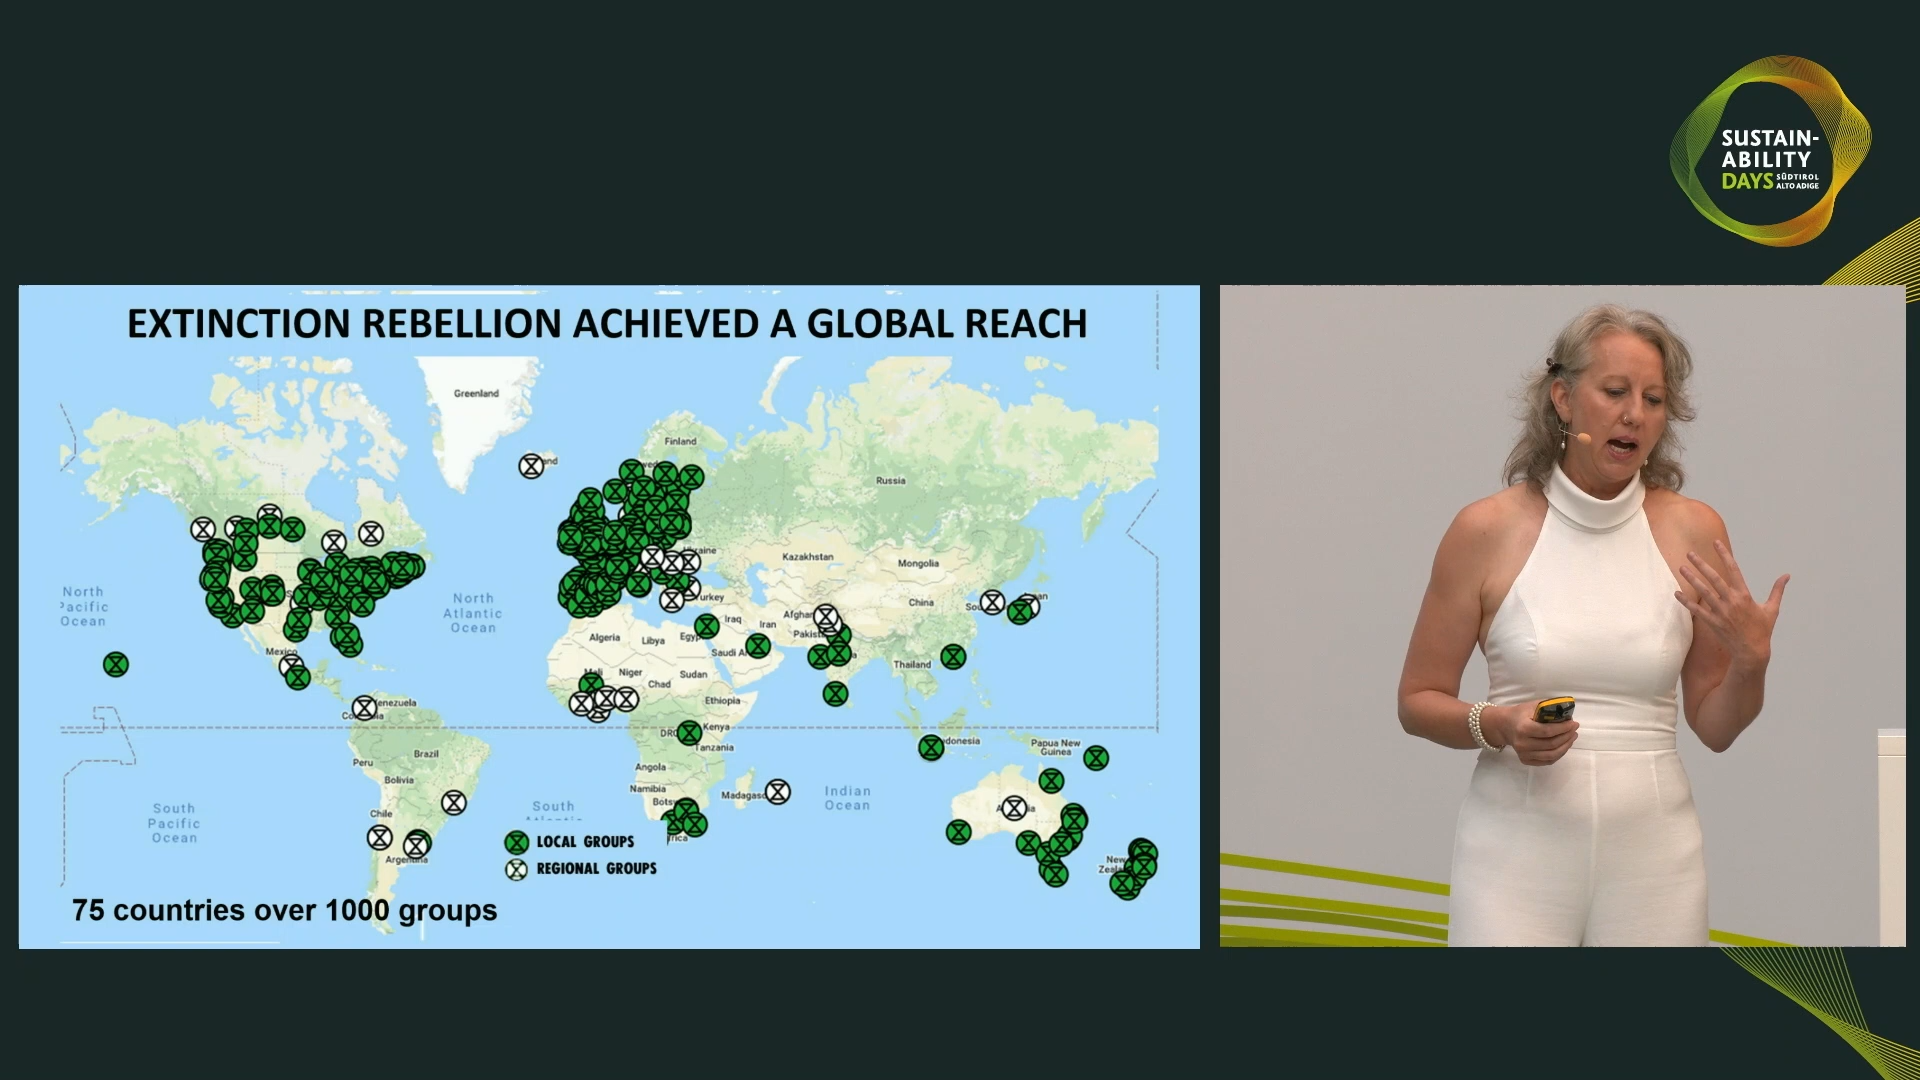 SUSTAIN-
ABILITY
DAYS SÜDTIROL
ALTO ADIGE
EXTINCTION REBELLION ACHIEVED A GLOBAL REACH
Greenland
Finland
Russia
Kazakhstan
Mongolia
North
Pacific
Ocean
North
Atlantic
Ocean
China
Iraq
Iran
Algeria
Libya
Mexico
Thailand
Mali
Niger
Chad
Sudan
Ethiopia
Kenya
Tanzania
Papua New
Guinea
Brazil
Peru
Bolivia
Angola
Namibia
Indian
Ocean
South
Pacific
Ocean
Chile
South
LOCAL GROUPS
REGIONAL GROUPS
75 countries over 1000 groups